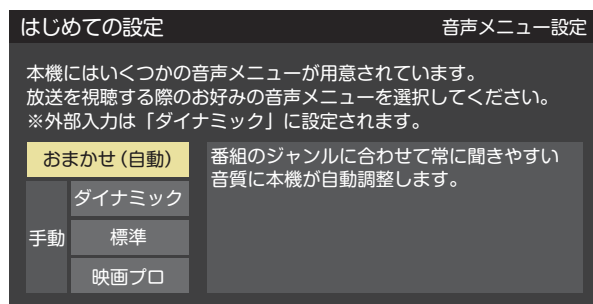 はじめての設定 音声メニュー設定
本機にはいくつかの音声メニューが用意されています。
放送を視聴する際のお好みの音声メニューを選択してください。
※外部入力は「ダイナミック」に設定されます。
おまかせ(自動)
手動
ダイナミック
標準
映画プロ
番組のジャンルに合わせて常に聞きやすい
音質に本機が自動調整します。